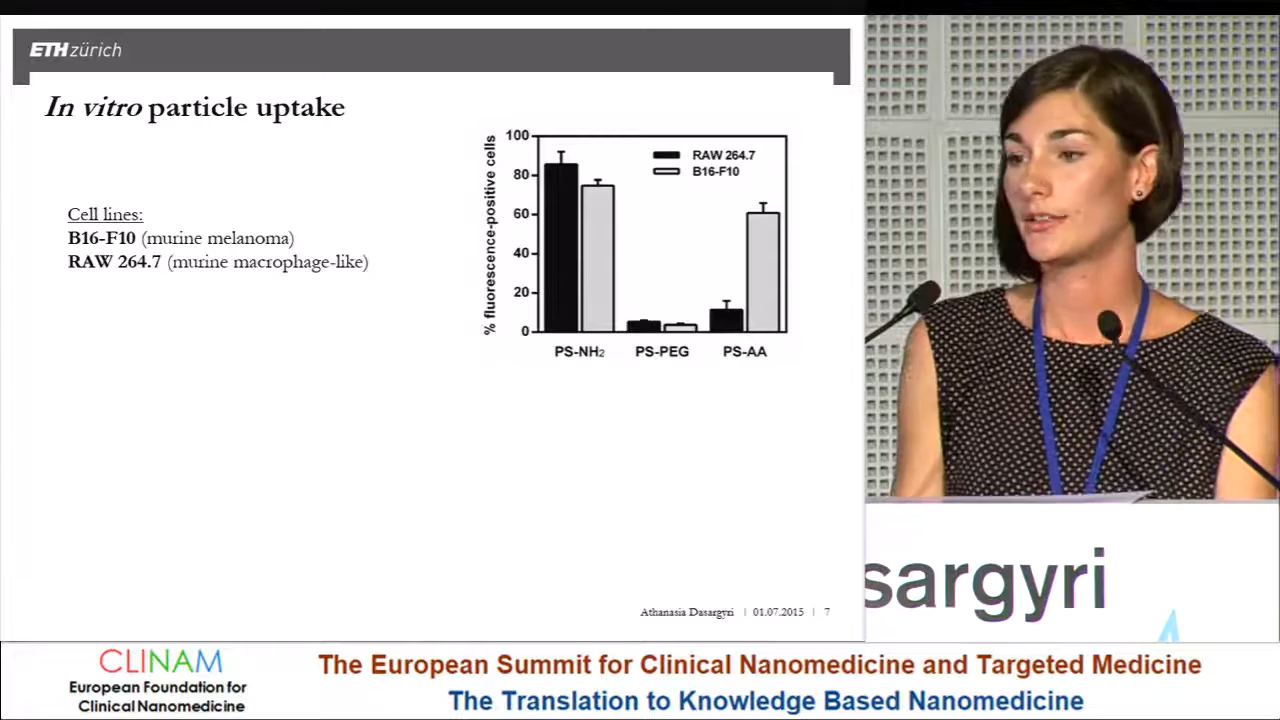 ETH zürich
In vitro particle uptake
Cell lines:
B16-F10 (murine melanoma)
RAW 264.7 (murine macrophage-like)
% fluorescence-positive cells
100
80
60
40
20
0
RAW 264.7
B16-F10
PS-NH2 PS-PEG PS-AA
Athanasia Dasargyri | 01.07.2015 | 7
sargyri
CLINAM
European Foundation for
Clinical Nanomedicine
The European Summit for Clinical Nanomedicine and Targeted Medicine
The Translation to Knowledge Based Nanomedicine